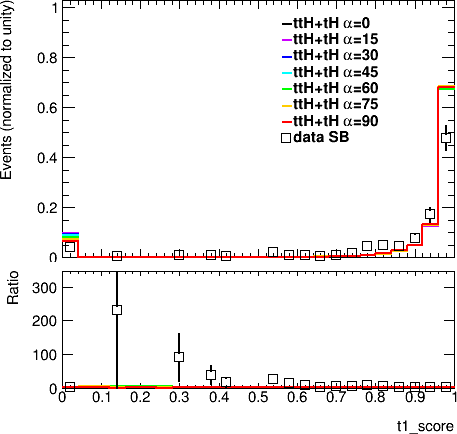 Events (normalized to unity)
1
0.8
0.6
0.4
0.2
0
ttH+tH α=0
ttH+tH α=15
ttH+tH α=30
ttH+tH α=45
ttH+tH α=60
ttH+tH α=75
ttH+tH α=90
data SB
Ratio
300
200
100
0
0 0.1 0.2 0.3 0.4 0.5 0.6 0.7 0.8 0.9 1
t1_score